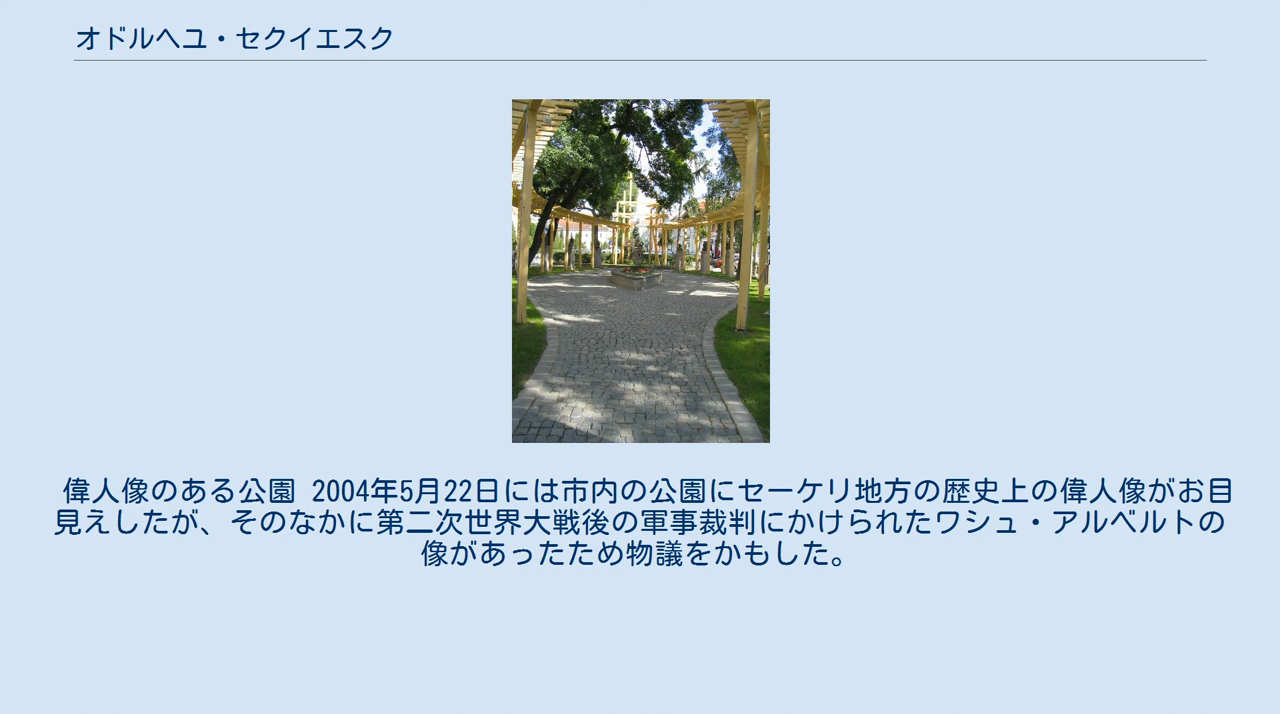 オドルヘユ・セクイエスク
偉人像のある公園 2004年5月22日には市内の公園にセーケリ地方の歴史上の偉人像がお目
見えしたが、そのなかに第二次世界大戦後の軍事裁判にかけられたワシュ・アルベルトの
像があったため物議をかもした。